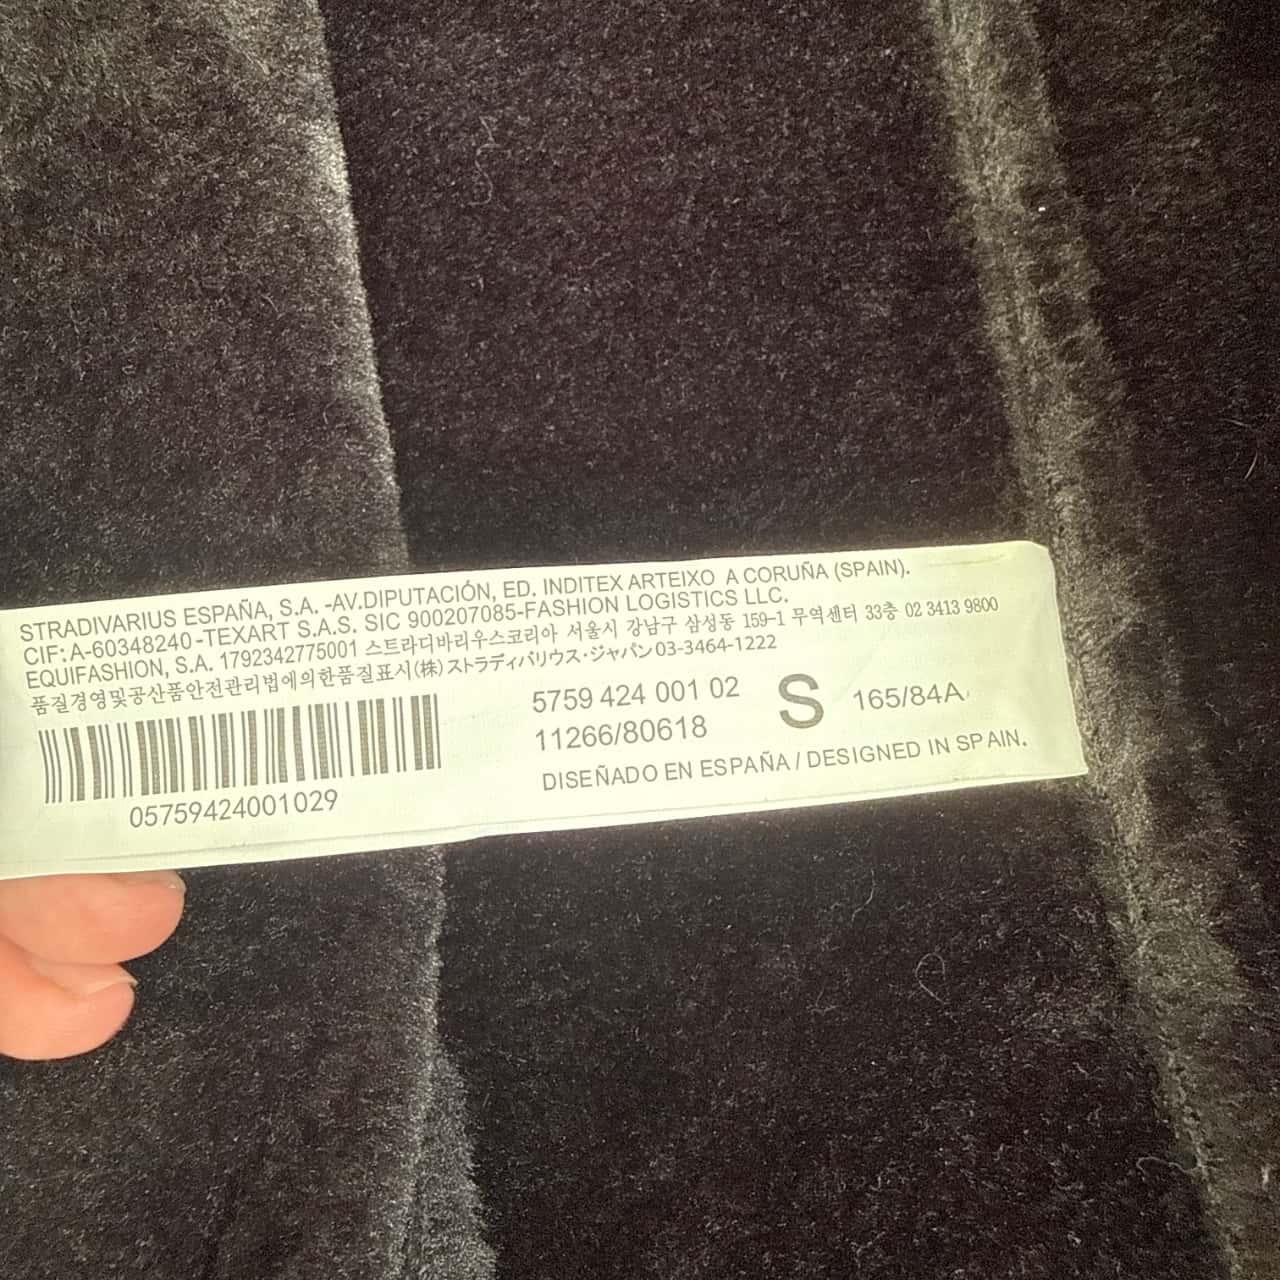 STRADIVARIUS ESPAÑA, S.A. -AV.DIPUTACIÓN, ED. INDITEX ARTEIXO A CORUÑA (SPAIN).
CIF: A-60348240 -TEXART S.A.S. SIC 900207085-FASHION LOGISTICS LLC.
EQUIFASHION, S.A. 1792342775001 스트라디바리우스코리아 서울시 강남구 삼성동 159-1 무역센터 33층 02 3413 9800
품질경영및공산품안전관리법에의한품질표시(株)ストラディバリウス·ジャパン03-3464-1222
5759 424 001 02
S
165/84A
11266/80618
05759424001029
DISEÑADO EN ESPAÑA / DESIGNED IN SPAIN.